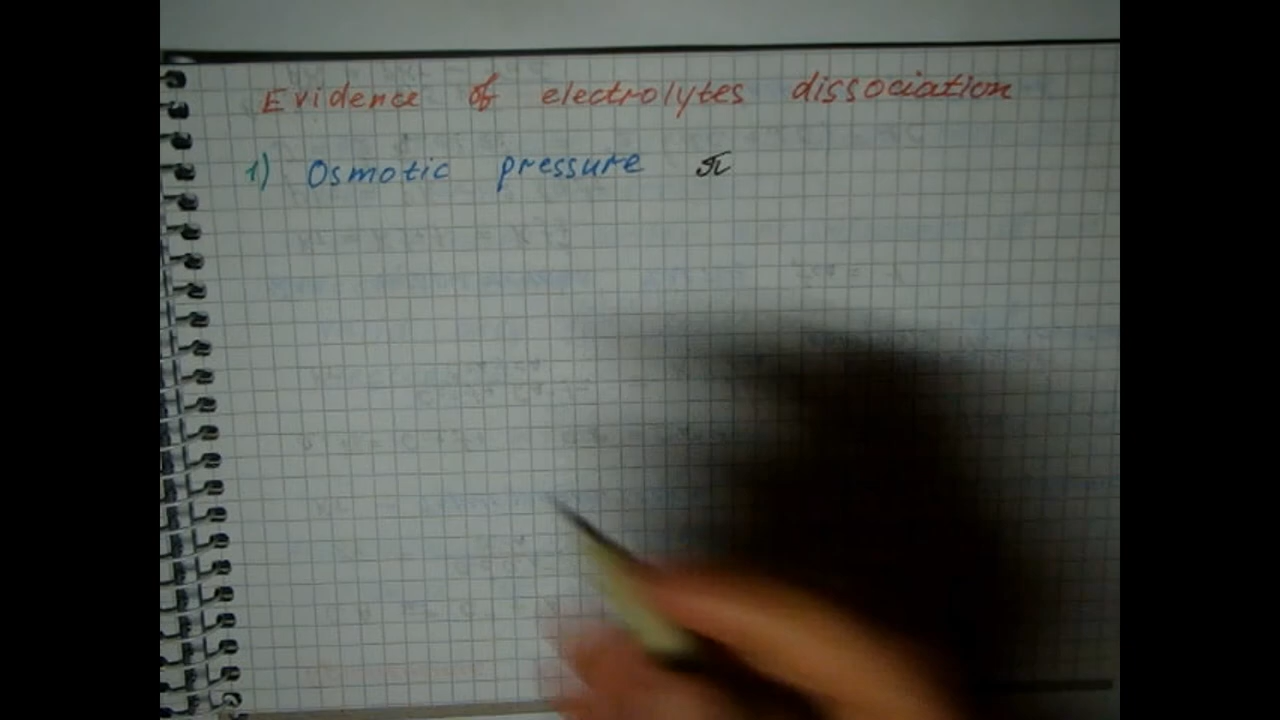 Evidence of electrolytes dissociation
1) Osmotic pressure π